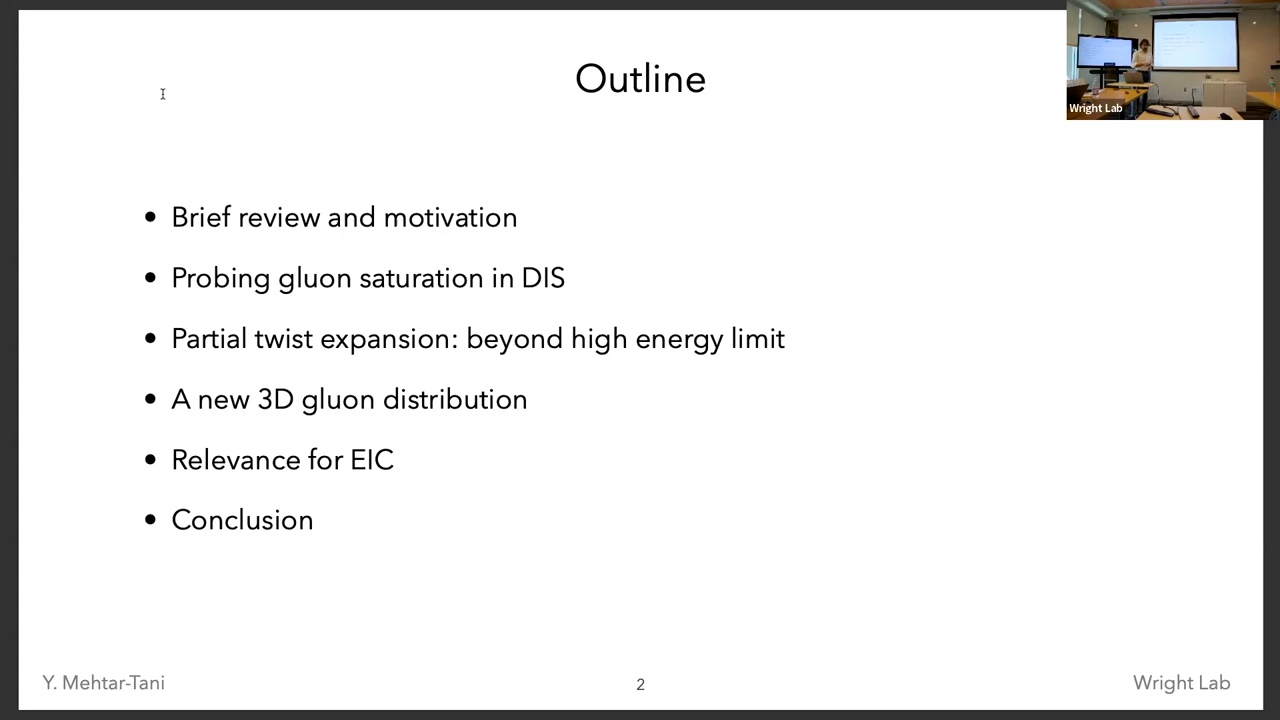 Outline
Wright Lab
• Brief review and motivation
• Probing gluon saturation in DIS
• Partial twist expansion: beyond high energy limit
• A new 3D gluon distribution
• Relevance for EIC
• Conclusion
Y. Mehtar-Tani
2
Wright Lab